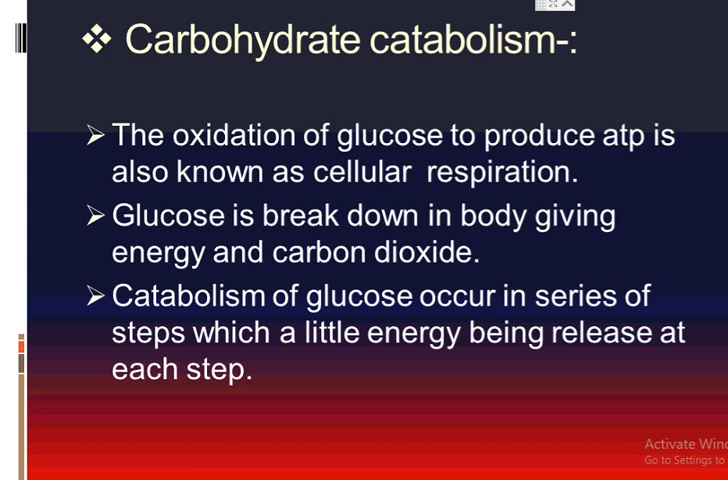 ❖ Carbohydrate catabolism-:
➢ The oxidation of glucose to produce atp is
also known as cellular respiration.
➢ Glucose is break down in body giving
energy and carbon dioxide.
➢ Catabolism of glucose occur in series of
steps which a little energy being release at
each step.
Activate Wind
Go to Settings to